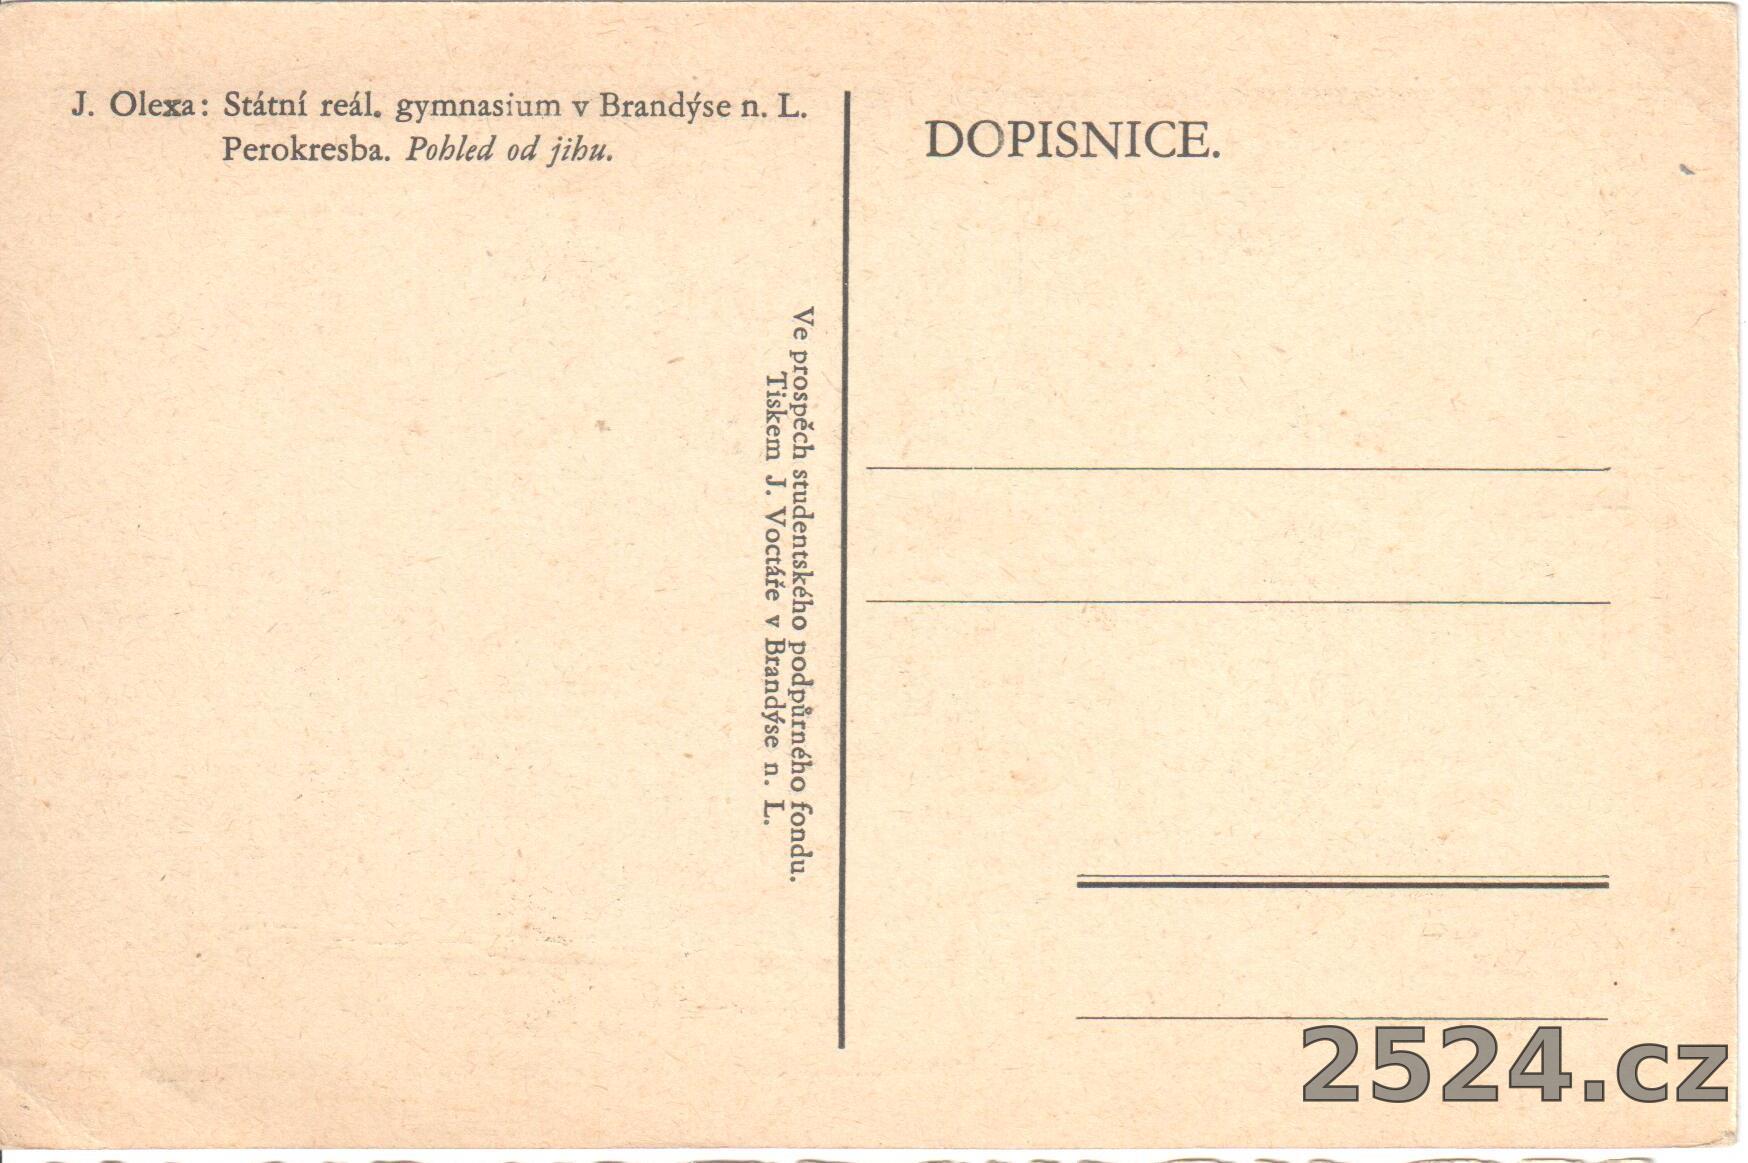 J. Olexa: Státní reál. gymnasium v Brandýse n. L.
Perokresba. Pohled od jihu.
DOPISNICE.
Ve prospěch studentského podpůrného fondu.
Tiskem J. Voctáře v Brandýse n. L.
2524.cz